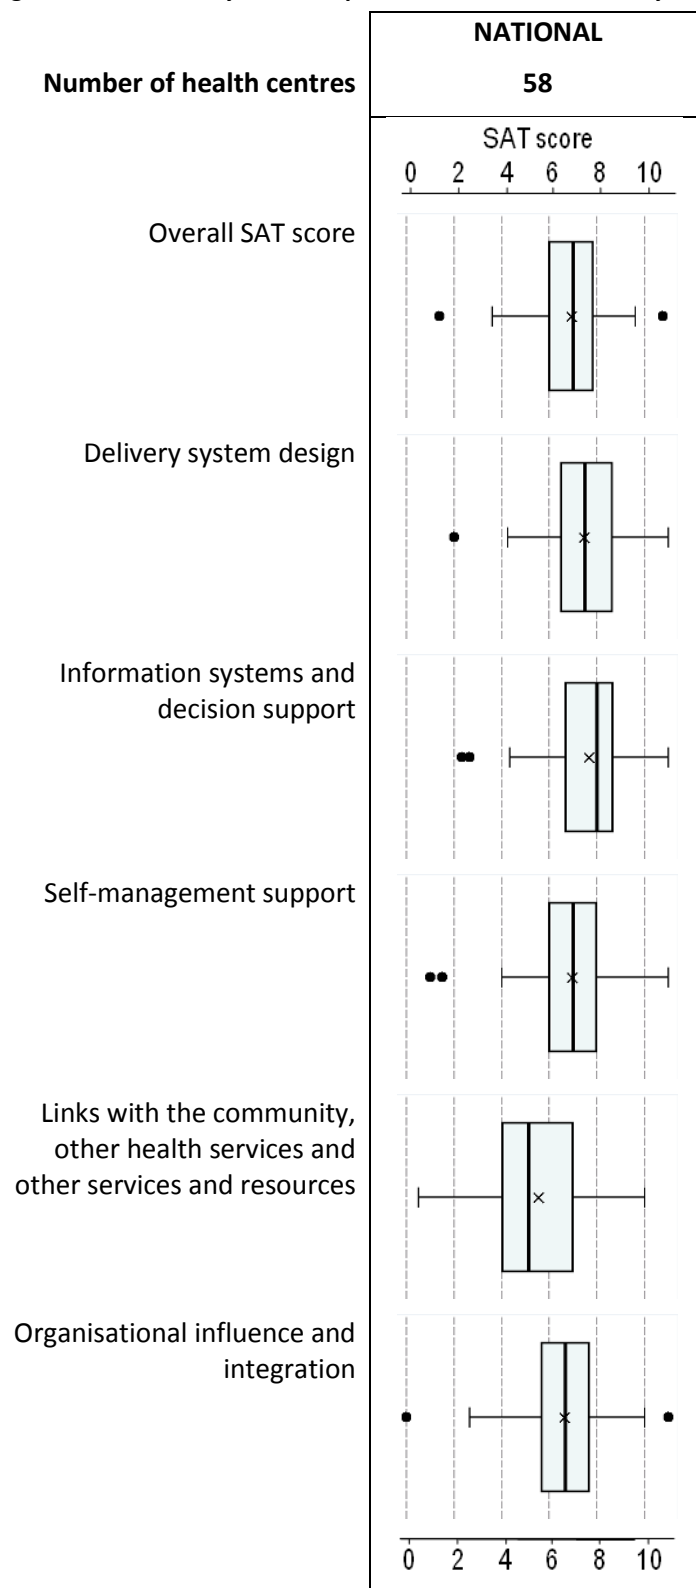 NATIONAL
Number of health centres 58
SAT score
0 2 4 6 8 10
Overall SAT score
Delivery system design
Information systems and
decision support
Self-management support
Links with the community,
other health services and
other services and resources
Organisational influence and
integration
0 2 4 6 8 10